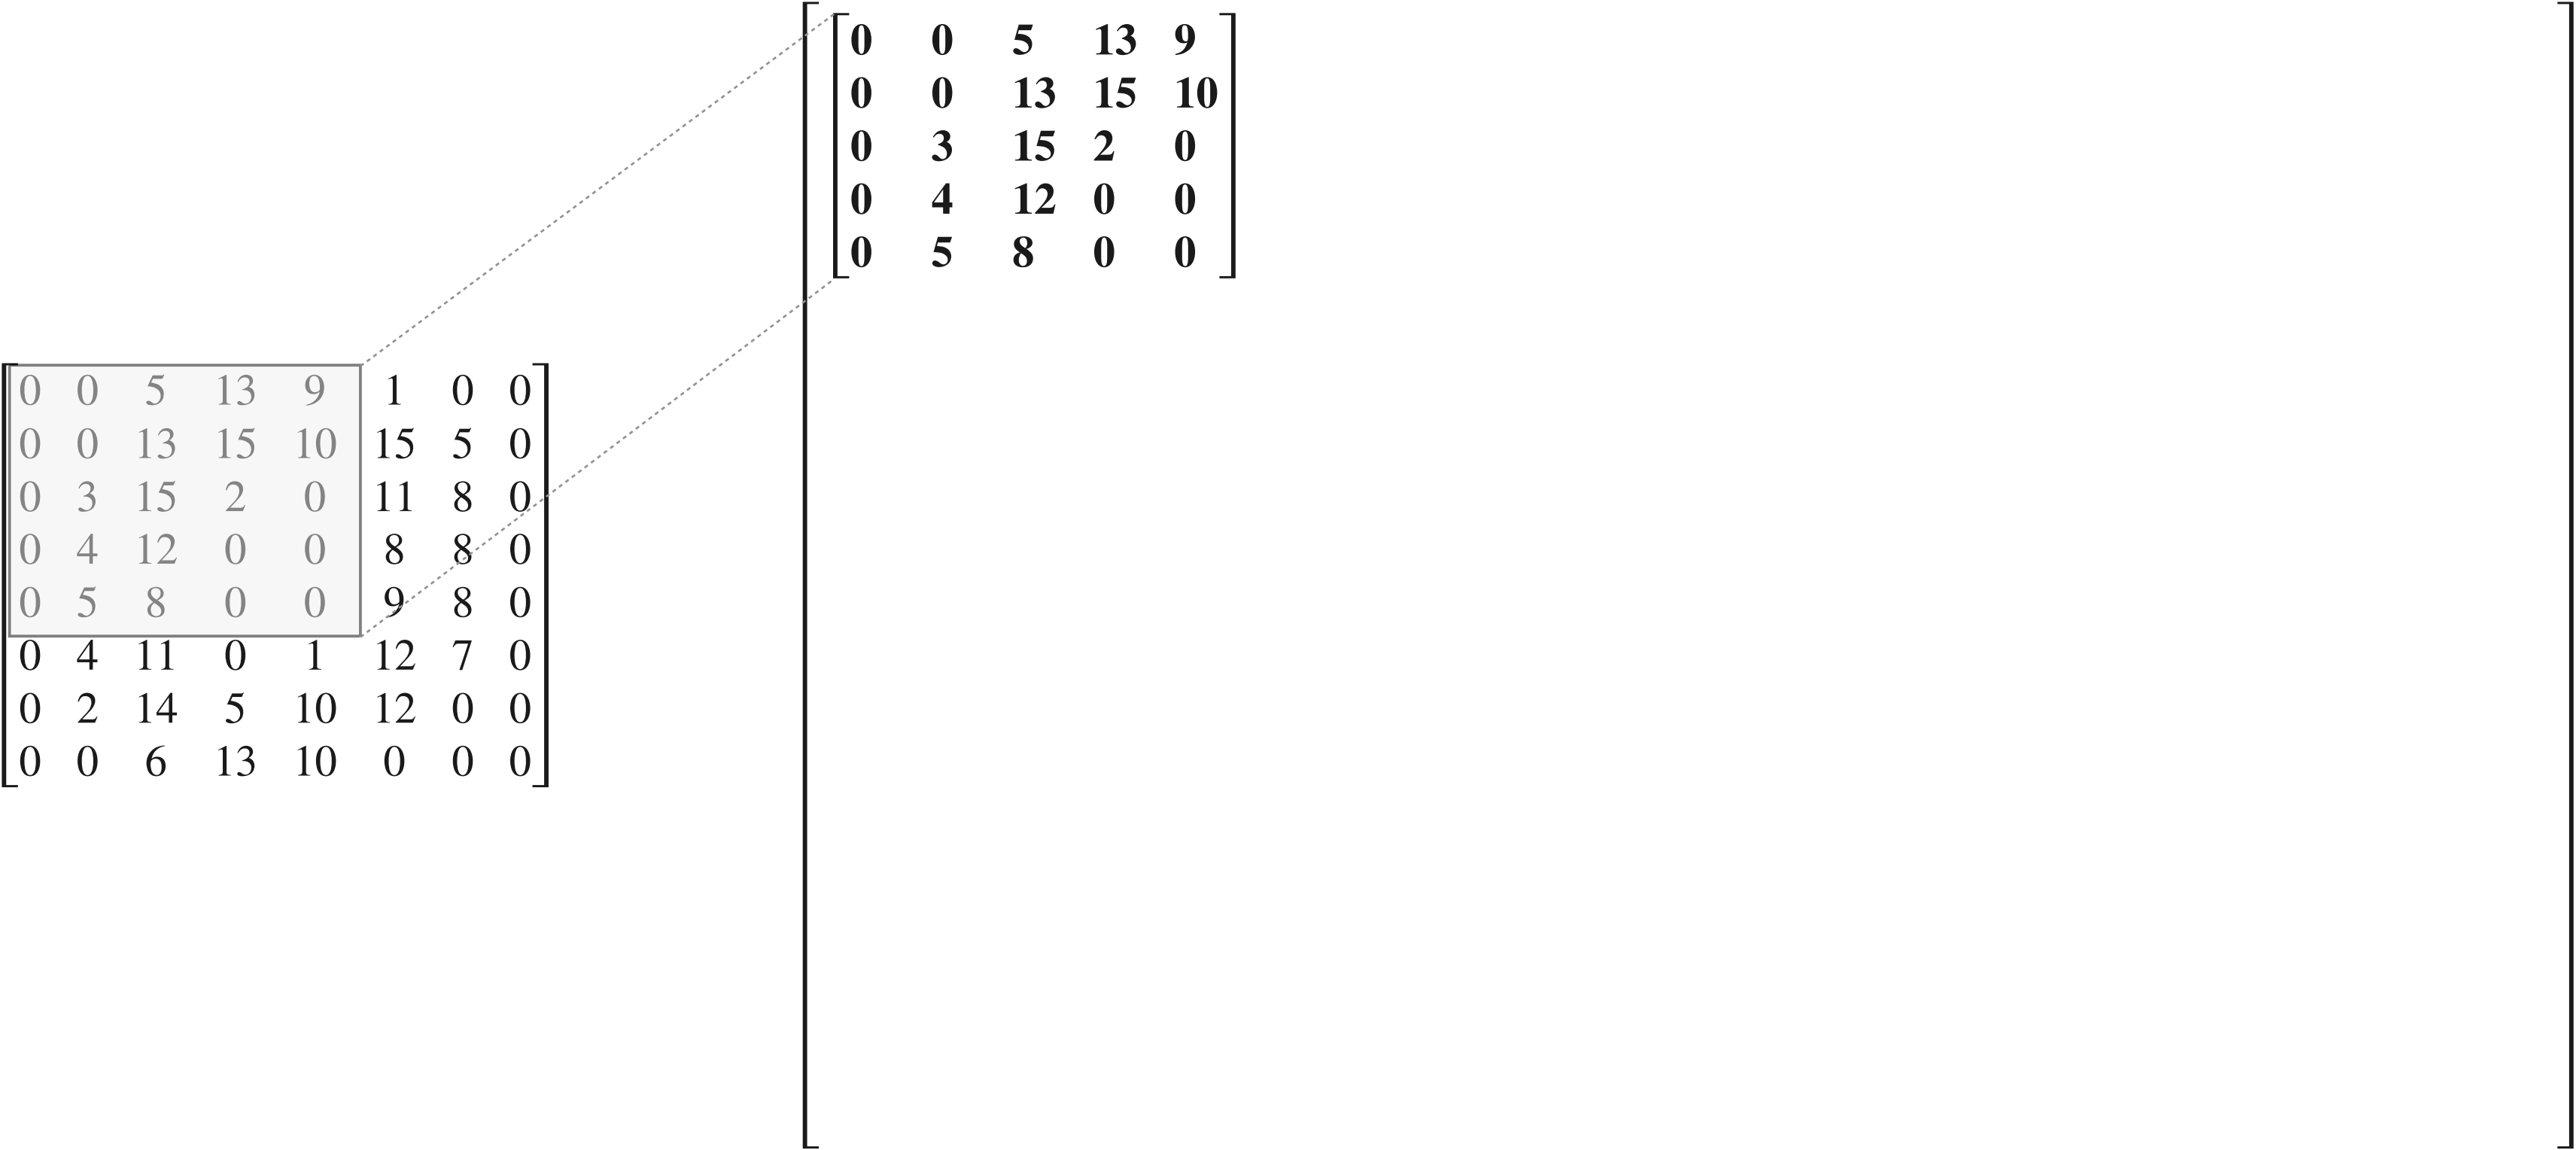 0 0 5 13 9
0 0 13 15 10
0 3 15 2 0
0 4 12 0 0
0 5 8 0 0
0 0 5 13 9 1 0 0
0 0 13 15 10 15 5 0
0 3 15 2 0 11 8 0
0 4 12 0 0 8 8 0
0 5 8 0 0 9 8 0
0 4 11 0 1 12 7 0
0 2 14 5 10 12 0 0
0 0 6 13 10 0 0 0